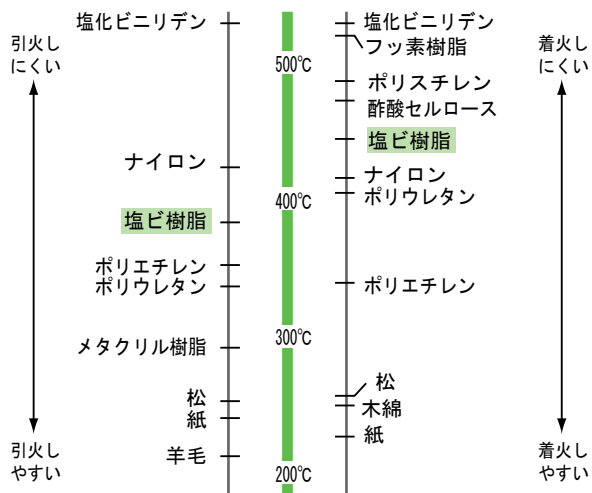 引火し
にくい
引火し
やすい
塩化ビニリデン
ナイロン
塩ビ樹脂
ポリエチレン
ポリウレタン
メタクリル樹脂
松
紙
羊毛
500℃
400℃
300℃
200℃
塩化ビニリデン
フッ素樹脂
ポリスチレン
酢酸セルロース
塩ビ樹脂
ナイロン
ポリウレタン
ポリエチレン
松
木綿
紙
着火し
にくい
着火し
やすい